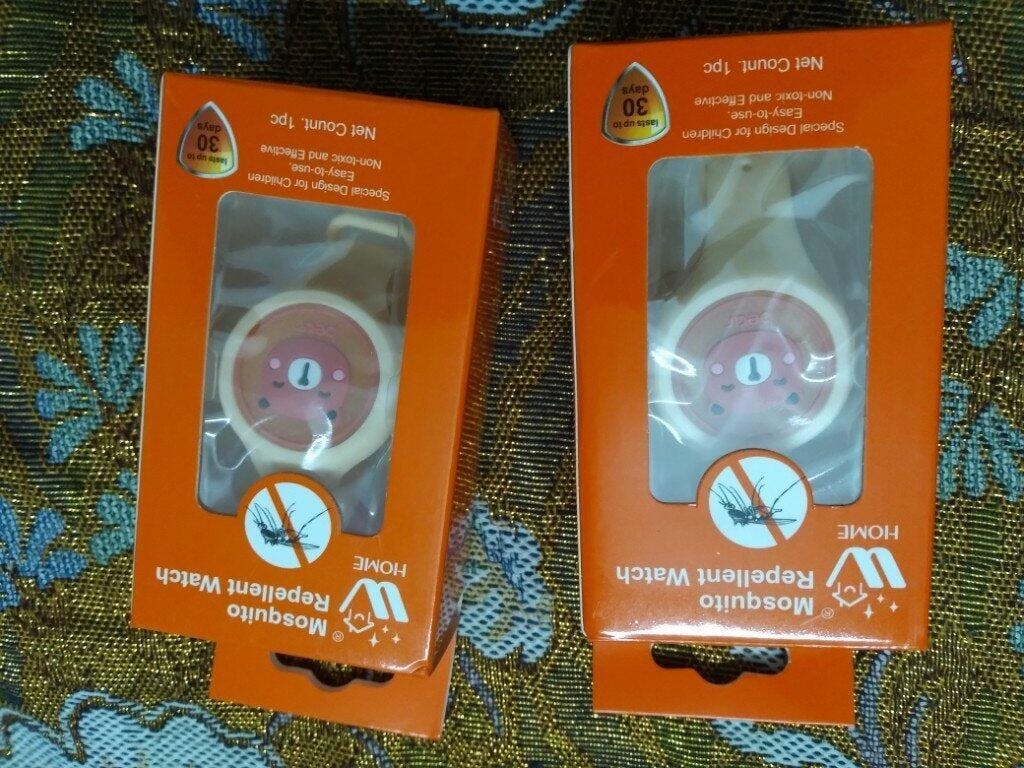 HOME
®
Mosquito
Repellent Watch
Special Design for Children
Easy-to-use.
Non-toxic and Effective
Net Count. 1pc
lasts up to
30
days
HOME
®
Mosquito
Repellent Watch
Special Design for Children
Easy-to-use.
Non-toxic and Effective
Net Count. 1pc
lasts up to
30
days